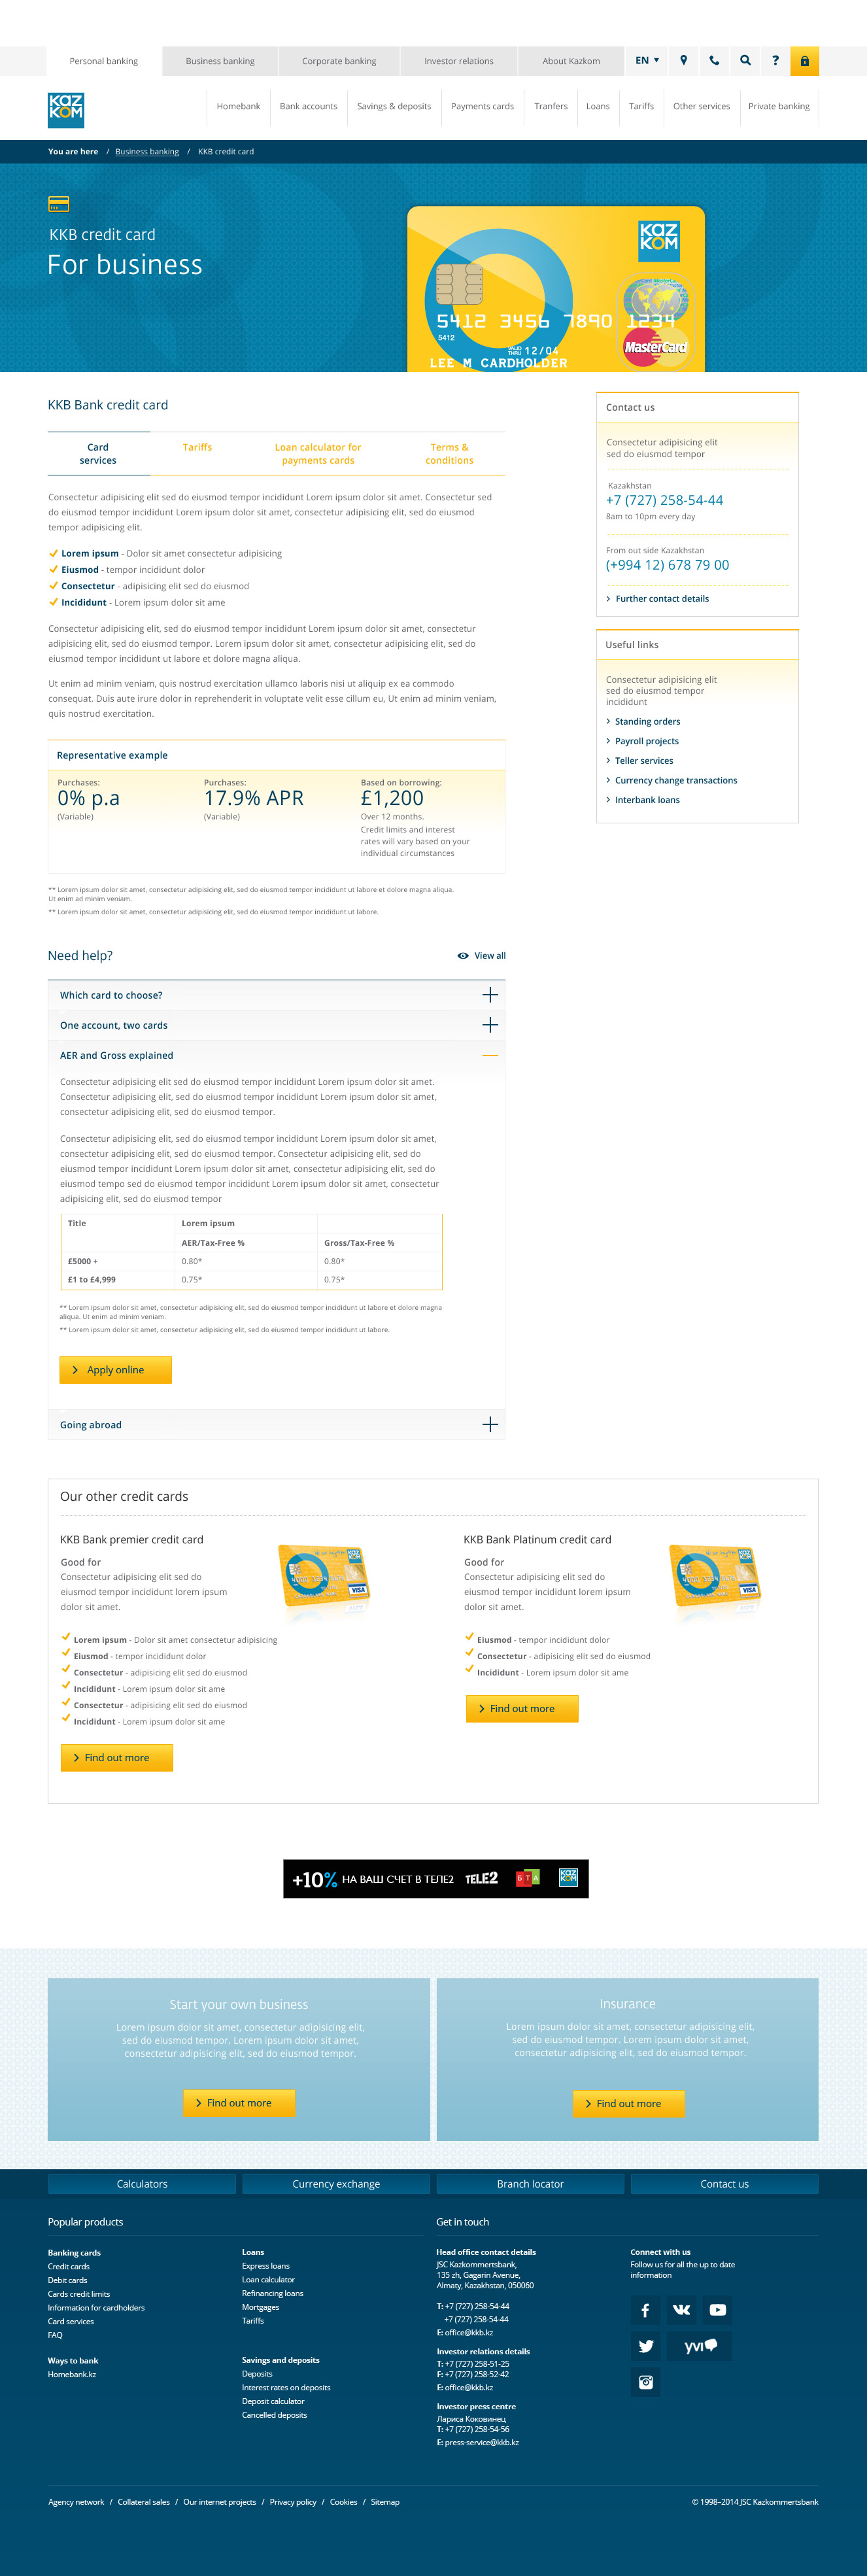 Personal banking
Business banking
Corporate banking
Investor relations
About Kazkom
EN
?
KAZ
KOM
Homebank
Bank accounts
Savings & deposits
Payments cards
Tranfers
Loans
Tariffs
Other services
Private banking
You are here / Business banking / KKB credit card
KKB credit card
For business
KAZ
KOM
5412 3456 7890 1234
5412
VALID THRU 12/04
LEE M CARDHOLDER
MasterCard
KKB Bank credit card
Card
services
Tariffs
Loan calculator for
payments cards
Terms &
conditions
Consectetur adipisicing elit sed do eiusmod tempor incididunt Lorem ipsum dolor sit amet. Consectetur sed
do eiusmod tempor incididunt Lorem ipsum dolor sit amet, consectetur adipisicing elit, sed do eiusmod
tempor adipisicing elit.
Lorem ipsum - Dolor sit amet consectetur adipisicing
Eiusmod - tempor incididunt dolor
Consectetur - adipisicing elit sed do eiusmod
Incididunt - Lorem ipsum dolor sit ame
Consectetur adipisicing elit, sed do eiusmod tempor incididunt Lorem ipsum dolor sit amet, consectetur
adipisicing elit, sed do eiusmod tempor. Lorem ipsum dolor sit amet, consectetur adipisicing elit, sed do
eiusmod tempor incididunt ut labore et dolore magna aliqua.
Ut enim ad minim veniam, quis nostrud exercitation ullamco laboris nisi ut aliquip ex ea commodo
consequat. Duis aute irure dolor in reprehenderit in voluptate velit esse cillum eu, Ut enim ad minim veniam,
quis nostrud exercitation.
Representative example
Purchases:
0% p.a
(Variable)
Purchases:
17.9% APR
(Variable)
Based on borrowing:
£1,200
Over 12 months.
Credit limits and interest
rates will vary based on your
individual circumstances
** Lorem ipsum dolor sit amet, consectetur adipisicing elit, sed do eiusmod tempor incididunt ut labore et dolore magna aliqua.
Ut enim ad minim veniam.
** Lorem ipsum dolor sit amet, consectetur adipisicing elit, sed do eiusmod tempor incididunt ut labore.
Contact us
Consectetur adipisicing elit
sed do eiusmod tempor
Kazakhstan
+7 (727) 258-54-44
8am to 10pm every day
From out side Kazakhstan
(+994 12) 678 79 00
Further contact details
Useful links
Consectetur adipisicing elit
sed do eiusmod tempor
incididunt
Standing orders
Payroll projects
Teller services
Currency change transactions
Interbank loans
Need help?
View all
Which card to choose?
One account, two cards
AER and Gross explained
Consectetur adipisicing elit sed do eiusmod tempor incididunt Lorem ipsum dolor sit amet.
Consectetur adipisicing elit, sed do eiusmod tempor incididunt Lorem ipsum dolor sit amet,
consectetur adipisicing elit, sed do eiusmod tempor.
Consectetur adipisicing elit, sed do eiusmod tempor incididunt Lorem ipsum dolor sit amet,
consectetur adipisicing elit, sed do eiusmod tempor. Consectetur adipisicing elit, sed do
eiusmod tempor incididunt Lorem ipsum dolor sit amet, consectetur adipisicing elit, sed do
eiusmod tempo sed do eiusmod tempor incididunt Lorem ipsum dolor sit amet, consectetur
adipisicing elit, sed do eiusmod tempor
Title
Lorem ipsum
AER/Tax-Free %
Gross/Tax-Free %
£5000 +
0.80*
0.80*
£1 to £4,999
0.75*
0.75*
** Lorem ipsum dolor sit amet, consectetur adipisicing elit, sed do eiusmod tempor incididunt ut labore et dolore magna
aliqua. Ut enim ad minim veniam.
** Lorem ipsum dolor sit amet, consectetur adipisicing elit, sed do eiusmod tempor incididunt ut labore.
Apply online
Going abroad
Our other credit cards
KKB Bank premier credit card
Good for
Consectetur adipisicing elit sed do
eiusmod tempor incididunt lorem ipsum
dolor sit amet.
VISA
Lorem ipsum - Dolor sit amet consectetur adipisicing
Eiusmod - tempor incididunt dolor
Consectetur - adipisicing elit sed do eiusmod
Incididunt - Lorem ipsum dolor sit ame
Consectetur - adipisicing elit sed do eiusmod
Incididunt - Lorem ipsum dolor sit ame
Find out more
KKB Bank Platinum credit card
Good for
Consectetur adipisicing elit sed do
eiusmod tempor incididunt lorem ipsum
dolor sit amet.
VISA
Eiusmod - tempor incididunt dolor
Consectetur - adipisicing elit sed do eiusmod
Incididunt - Lorem ipsum dolor sit ame
Find out more
+10% НА ВАШ СЧЕТ В ТЕЛЕ2 TELE2 Б Т А KAZ KOM
Start your own business
Lorem ipsum dolor sit amet, consectetur adipisicing elit,
sed do eiusmod tempor. Lorem ipsum dolor sit amet,
consectetur adipisicing elit, sed do eiusmod tempor.
Find out more
Insurance
Lorem ipsum dolor sit amet, consectetur adipisicing elit,
sed do eiusmod tempor. Lorem ipsum dolor sit amet,
consectetur adipisicing elit, sed do eiusmod tempor.
Find out more
Calculators
Currency exchange
Branch locator
Contact us
Popular products
Banking cards
Credit cards
Debit cards
Cards credit limits
Information for cardholders
Card services
FAQ
Ways to bank
Homebank.kz
Loans
Express loans
Loan calculator
Refinancing loans
Mortgages
Tariffs
Savings and deposits
Deposits
Interest rates on deposits
Deposit calculator
Cancelled deposits
Get in touch
Head office contact details
JSC Kazkommertsbank,
135 zh, Gagarin Avenue,
Almaty, Kazakhstan, 050060
T: +7 (727) 258-54-44
+7 (727) 258-54-44
E: office@kkb.kz
Investor relations details
T: +7 (727) 258-51-25
F: +7 (727) 258-52-42
E: office@kkb.kz
Investor press centre
Лариса Коковинец
T: +7 (727) 258-54-56
E: press-service@kkb.kz
Connect with us
Follow us for all the up to date
information
yvi
Agency network / Collateral sales / Our internet projects / Privacy policy / Cookies / Sitemap
© 1998–2014 JSC Kazkommertsbank